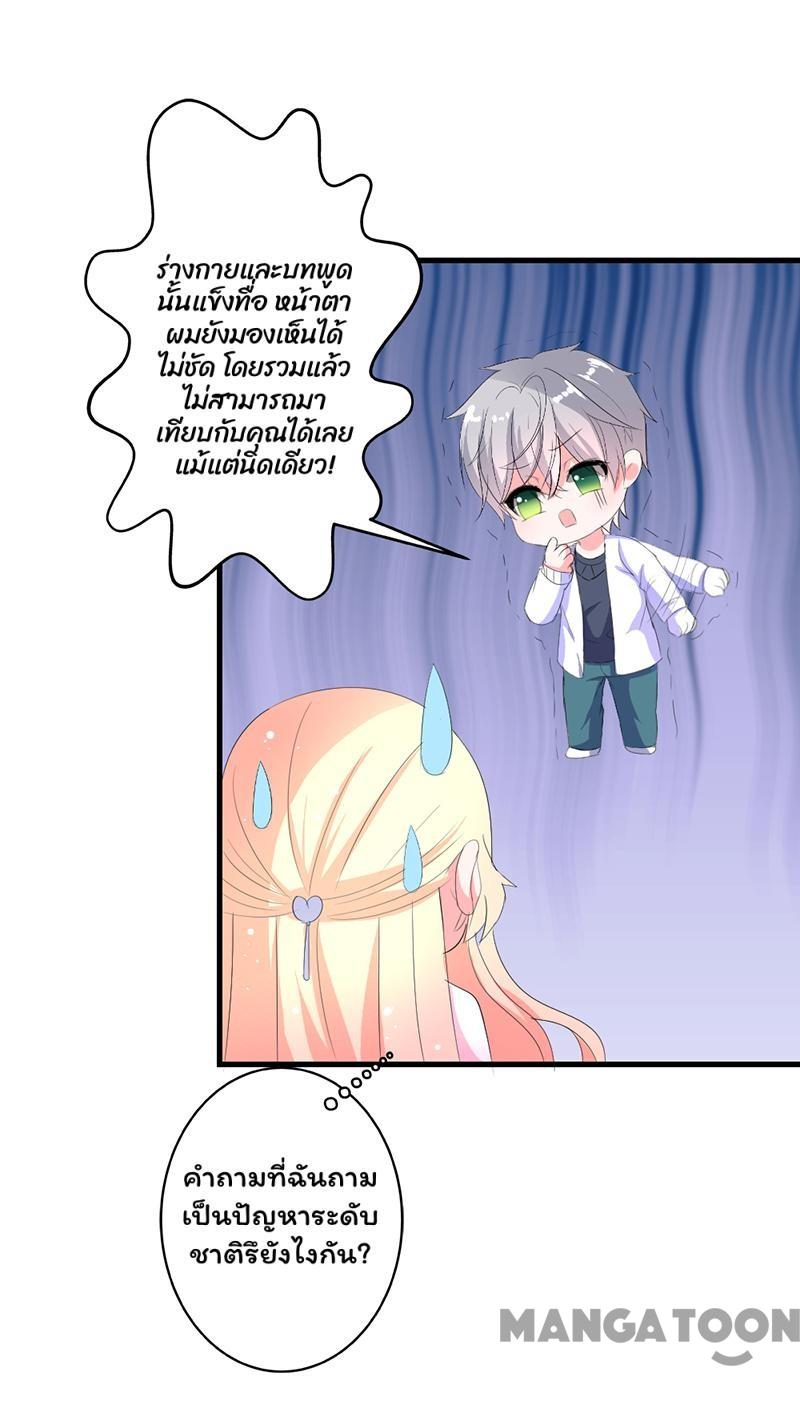 ร่างกายและบทพูด
นั้นแข็งทื่อ หน้าตา
ผมยังมองเห็นได้
ไม่ชัด โดยรวมแล้ว
ไม่สามารถมา
เทียบกับคุณได้เลย
แม้แต่นิดเดียว!
คำถามที่ฉันถาม
เป็นปัญหาระดับ
ชาติรึยังไงกัน?
MANGA TOON